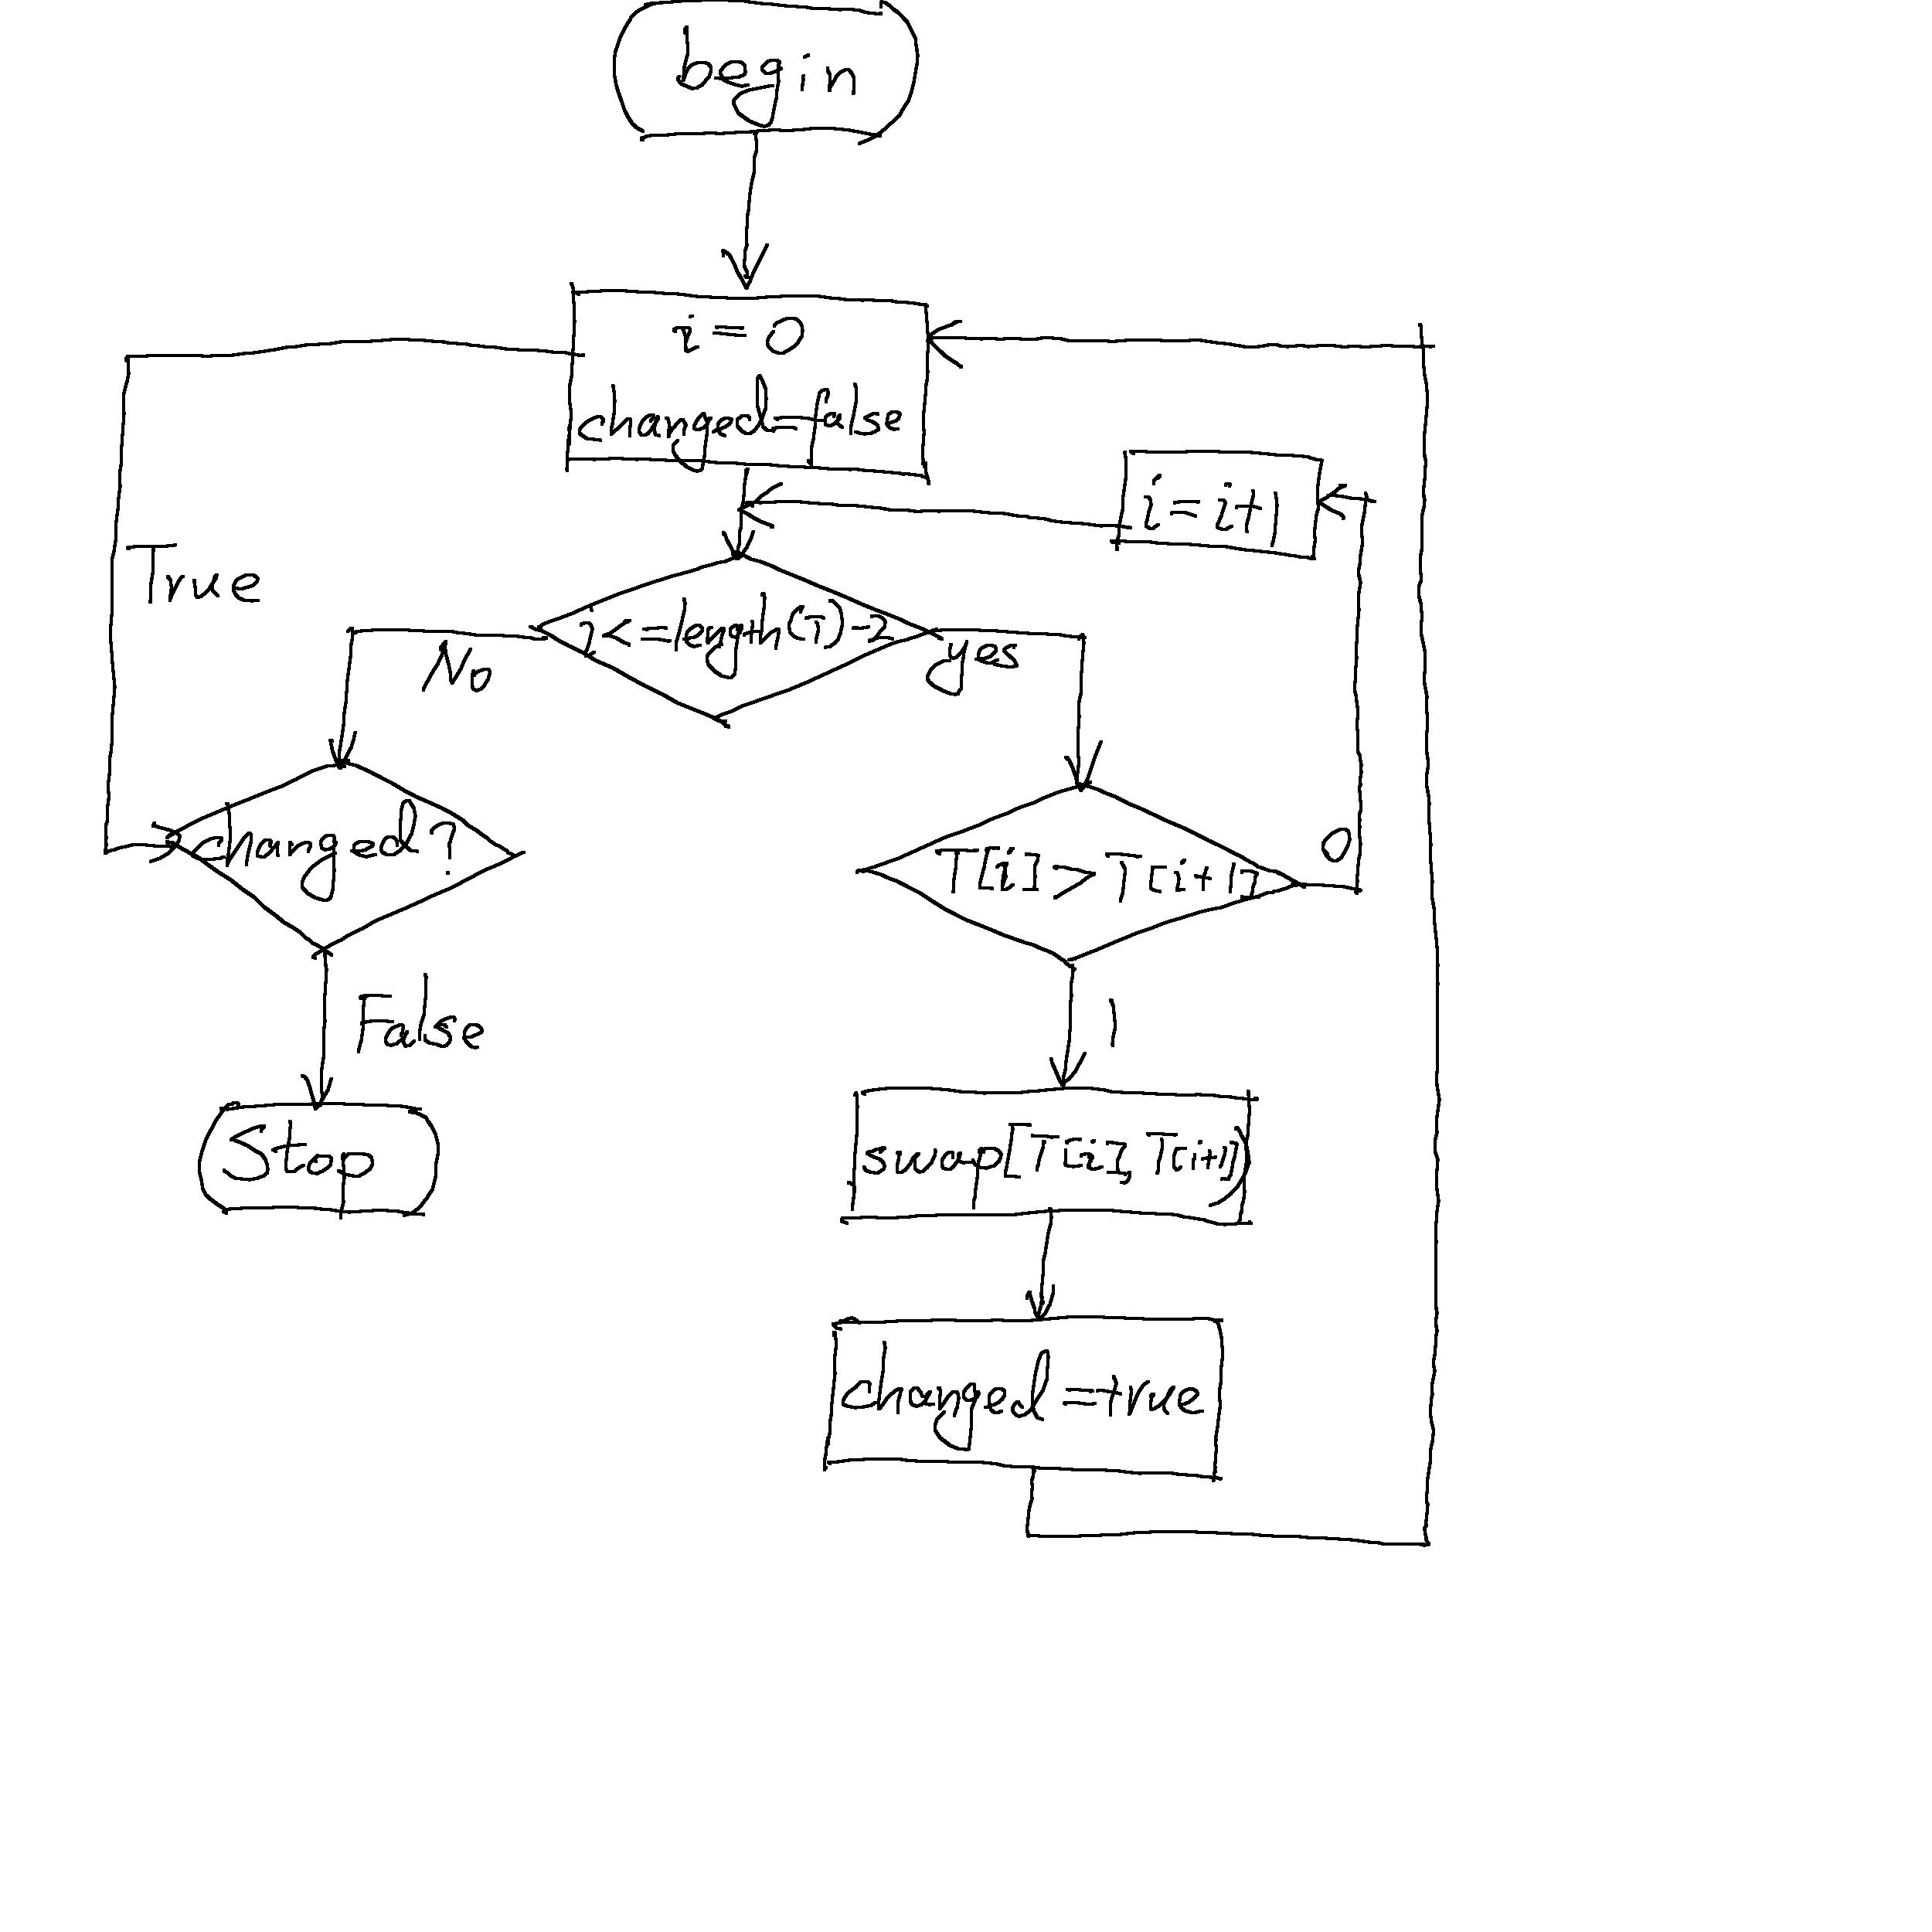 begin
i = 0
changed=false
i = i+1
True
i<=length(T)-2
No
yes
changed?
T[i]>T[i+1]
0
False
1
Stop
swap[T[i], T[i+1])
changed=true